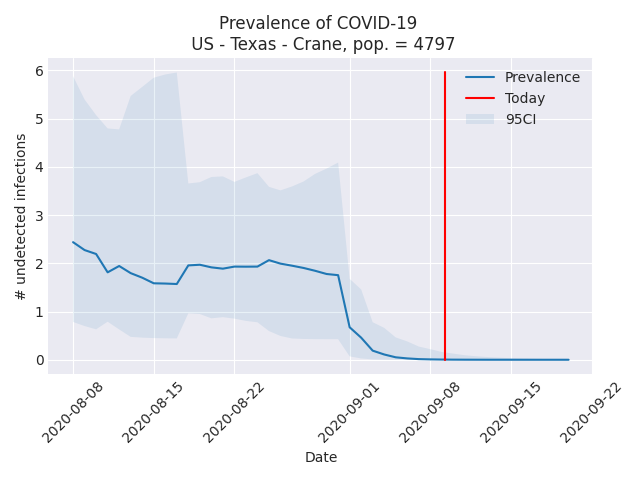 Prevalence of COVID-19
US - Texas - Crane, pop. = 4797
Prevalence
Today
95CI
# undetected infections
6
5
4
3
2
1
0
2020-08-08
2020-08-15
2020-08-22
2020-09-01
2020-09-08
2020-09-15
2020-09-22
Date